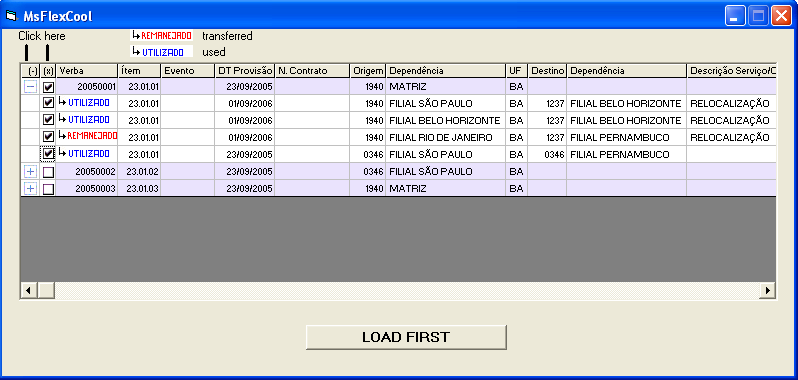 MsFlexCool
Click here REMANEJADO transferred
UTILIZADO used
(-) (x) Verba Ítem Evento DT Provisão N. Contrato Origem Dependência UF Destino Dependência Descrição Serviço/O
20050001 23.01.01 23/09/2005 1940 MATRIZ BA
UTILIZADO 23.01.01 01/09/2006 1940 FILIAL SÃO PAULO BA 1237 FILIAL BELO HORIZONTE RELOCALIZAÇÃO
UTILIZADO 23.01.01 01/09/2006 1940 FILIAL BELO HORIZONTE BA 1237 FILIAL BELO HORIZONTE RELOCALIZAÇÃO
REMANEJADO 23.01.01 01/09/2006 1940 FILIAL RIO DE JANEIRO BA 1237 FILIAL PERNAMBUCO RELOCALIZAÇÃO
UTILIZADO 23.01.01 23/09/2005 0346 FILIAL SÃO PAULO BA 0346 FILIAL PERNAMBUCO
20050002 23.01.02 23/09/2005 0346 FILIAL SÃO PAULO BA
20050003 23.01.03 23/09/2005 1940 MATRIZ BA
LOAD FIRST